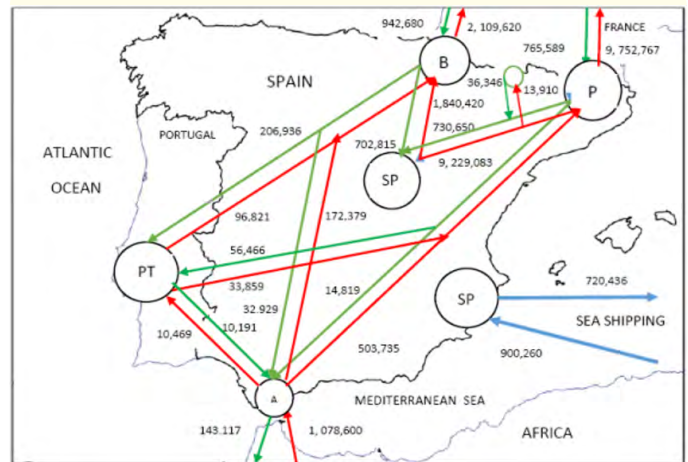 942,680
2, 109,620
FRANCE
765,589
9, 752,767
B
36,346
13,910
P
SPAIN
1,840,420
206,936
730,650
PORTUGAL
702,815
9, 229,083
ATLANTIC
OCEAN
SP
96,821
172,379
56,466
PT
33,859
14,819
SP
720,436
32.929
SEA SHIPPING
10,469
10,191
503,735
900,260
A
MEDITERRANEAN SEA
143.117
1, 078,600
AFRICA